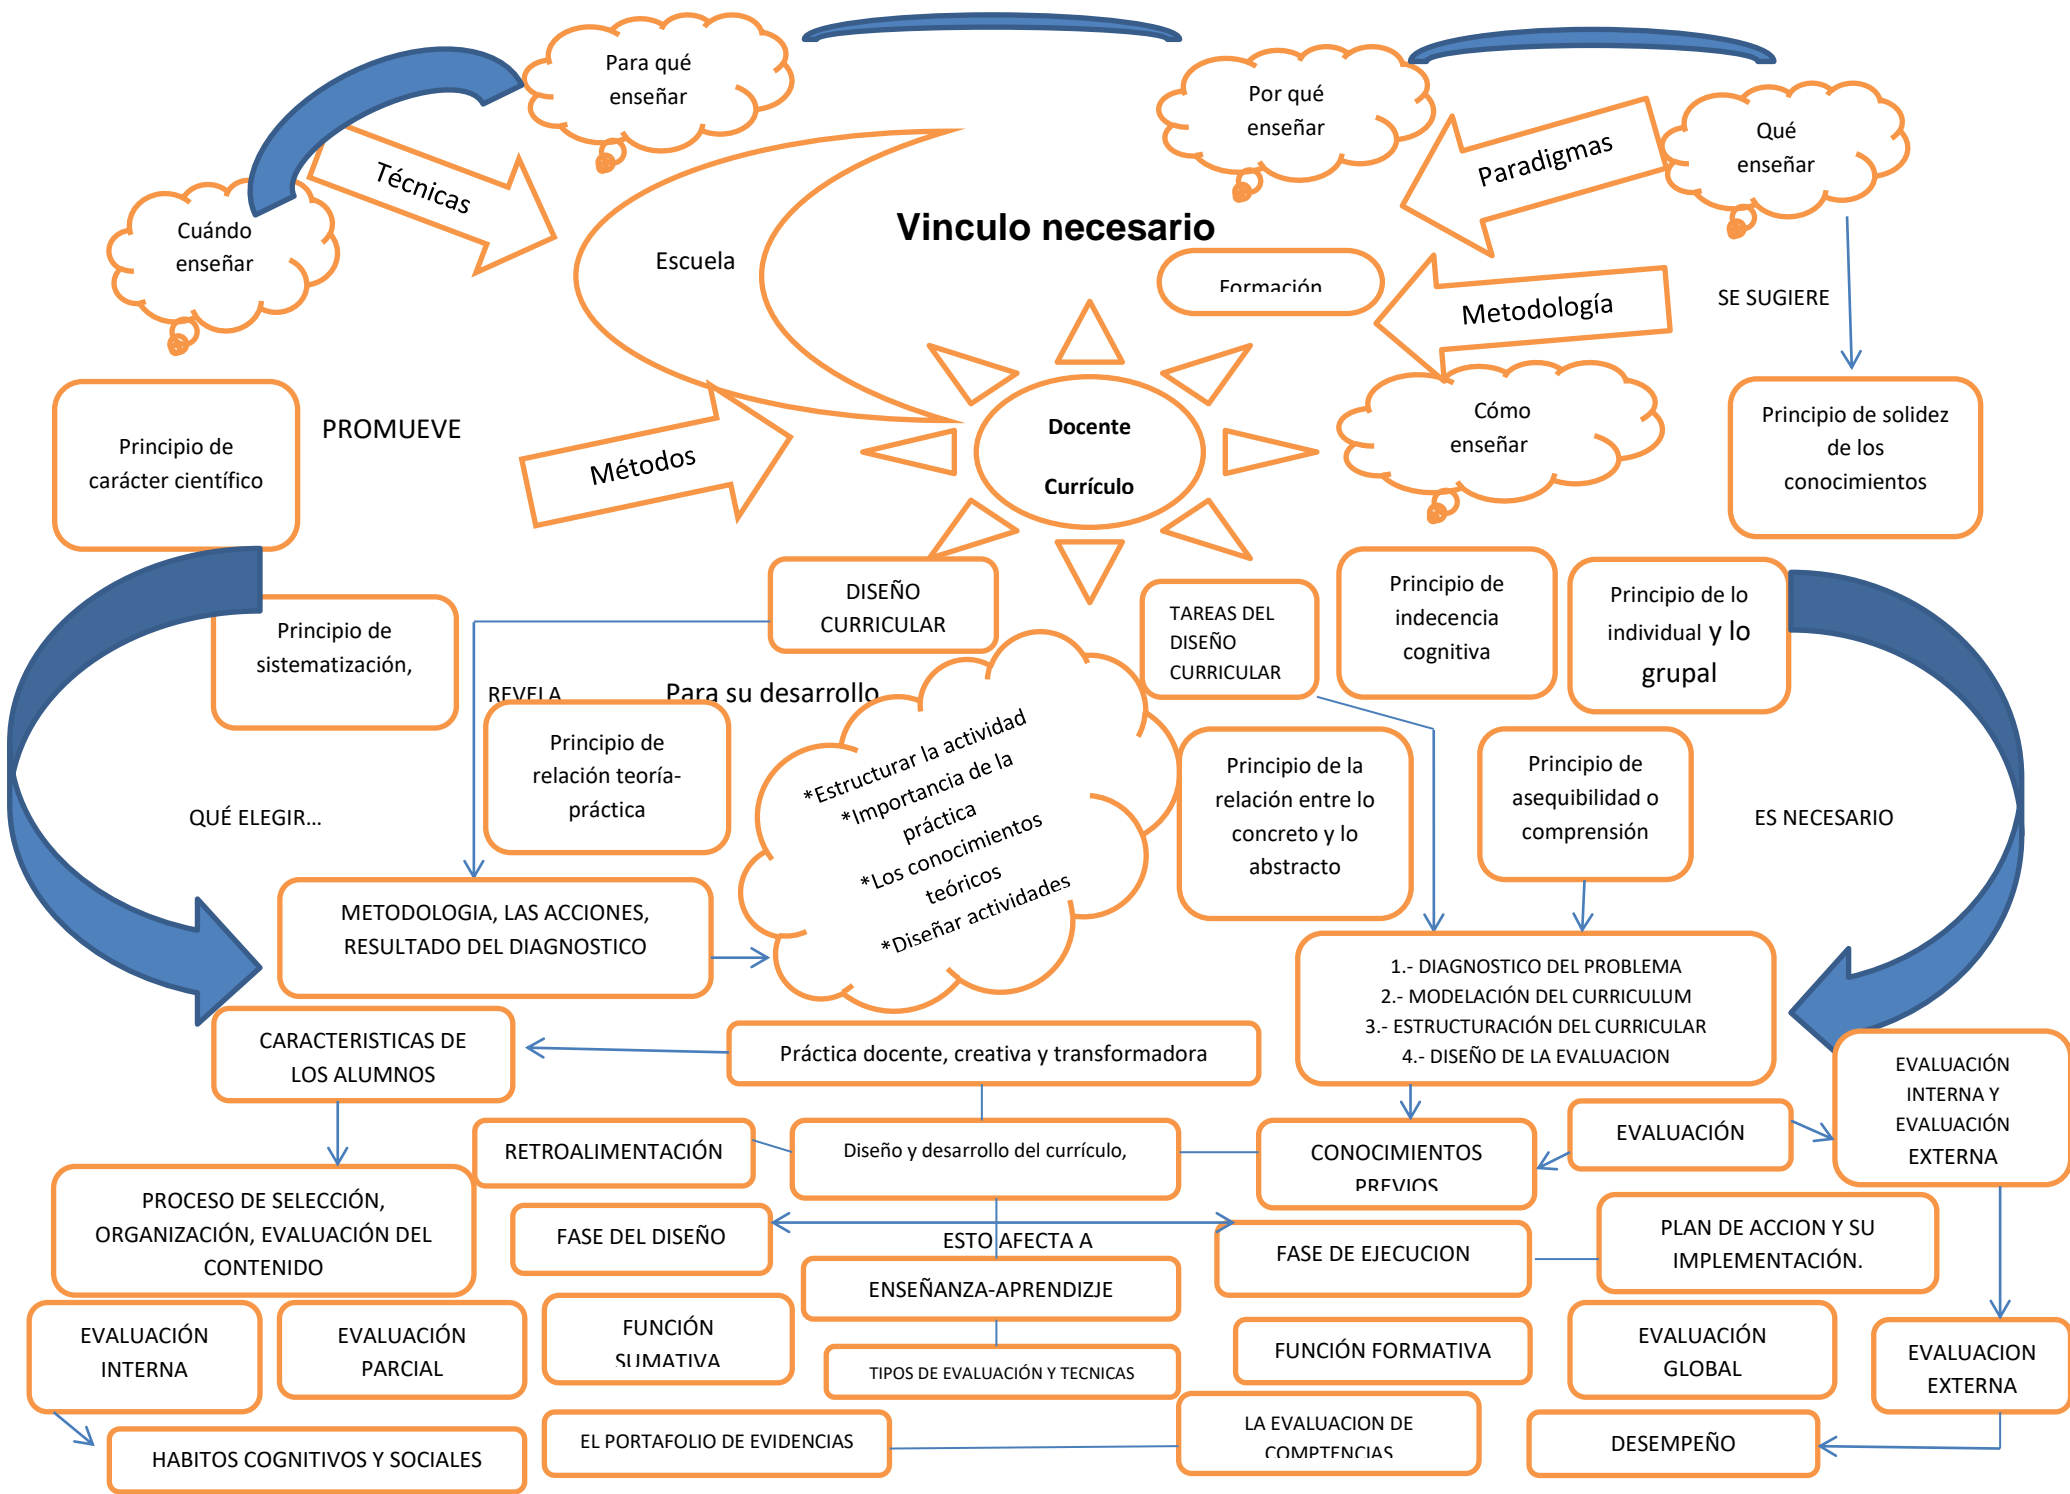 Para qué
enseñar
Por qué
enseñar
Qué
enseñar
Paradigmas
Técnicas
Cuándo
enseñar
Vinculo necesario
Escuela
Formación
Metodología
SE SUGIERE
Principio de
carácter científico
PROMUEVE
Métodos
Docente
Currículo
Cómo
enseñar
Principio de solidez
de los
conocimientos
DISEÑO
CURRICULAR
TAREAS DEL
DISEÑO
CURRICULAR
Principio de
indecencia
cognitiva
Principio de lo
individual y lo
grupal
Principio de
sistematización,
REVELA
Para su desarrollo
Principio de
relación teoría-
práctica
*Estructurar la actividad
*Importancia de la
práctica
*Los conocimientos
teóricos
*Diseñar actividades
Principio de la
relación entre lo
concreto y lo
abstracto
Principio de
asequibilidad o
comprensión
QUÉ ELEGIR...
ES NECESARIO
METODOLOGIA, LAS ACCIONES,
RESULTADO DEL DIAGNOSTICO
1.- DIAGNOSTICO DEL PROBLEMA
2.- MODELACIÓN DEL CURRICULUM
3.- ESTRUCTURACIÓN DEL CURRICULAR
4.- DISEÑO DE LA EVALUACION
CARACTERISTICAS DE
LOS ALUMNOS
Práctica docente, creativa y transformadora
EVALUACIÓN
INTERNA Y
EVALUACIÓN
EXTERNA
RETROALIMENTACIÓN
Diseño y desarrollo del currículo,
CONOCIMIENTOS
PREVIOS
EVALUACIÓN
PROCESO DE SELECCIÓN,
ORGANIZACIÓN, EVALUACIÓN DEL
CONTENIDO
FASE DEL DISEÑO
ESTO AFECTA A
FASE DE EJECUCION
PLAN DE ACCION Y SU
IMPLEMENTACIÓN.
ENSEÑANZA-APRENDIZJE
EVALUACIÓN
INTERNA
EVALUACIÓN
PARCIAL
FUNCIÓN
SUMATIVA
TIPOS DE EVALUACIÓN Y TECNICAS
FUNCIÓN FORMATIVA
EVALUACIÓN
GLOBAL
EVALUACION
EXTERNA
HABITOS COGNITIVOS Y SOCIALES
EL PORTAFOLIO DE EVIDENCIAS
LA EVALUACION DE
COMPTENCIAS
DESEMPEÑO